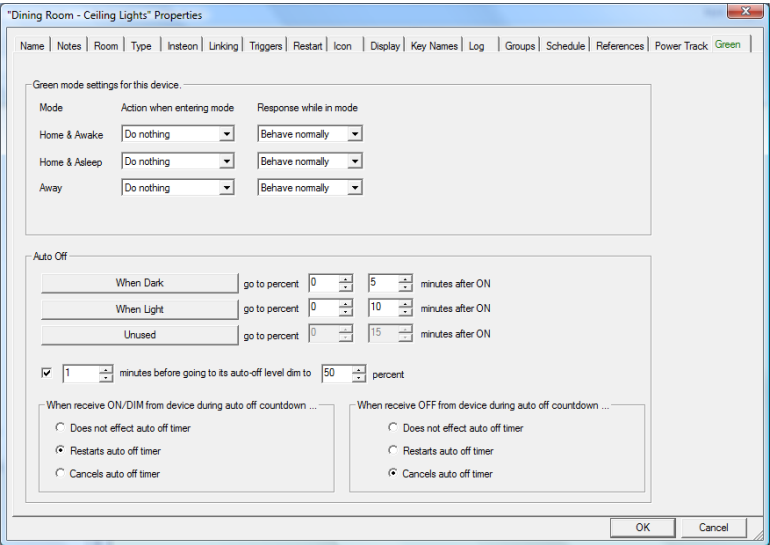 "Dining Room - Ceiling Lights" Properties
Name Notes Room Type Insteon Linking Triggers Restart Icon Display Key Names Log Groups Schedule References Power Track Green
Green mode settings for this device.
Mode Action when entering mode Response while in mode
Home & Awake Do nothing Behave normally
Home & Asleep Do nothing Behave normally
Away Do nothing Behave normally
Auto Off
When Dark go to percent 0 5 minutes after ON
When Light go to percent 0 10 minutes after ON
Unused go to percent 0 15 minutes after ON
1 minutes before going to its auto-off level dim to 50 percent
When receive ON/DIM from device during auto off countdown ... When receive OFF from device during auto off countdown ...
Does not effect auto off timer Does not effect auto off timer
Restarts auto off timer Restarts auto off timer
Cancels auto off timer Cancels auto off timer
OK Cancel